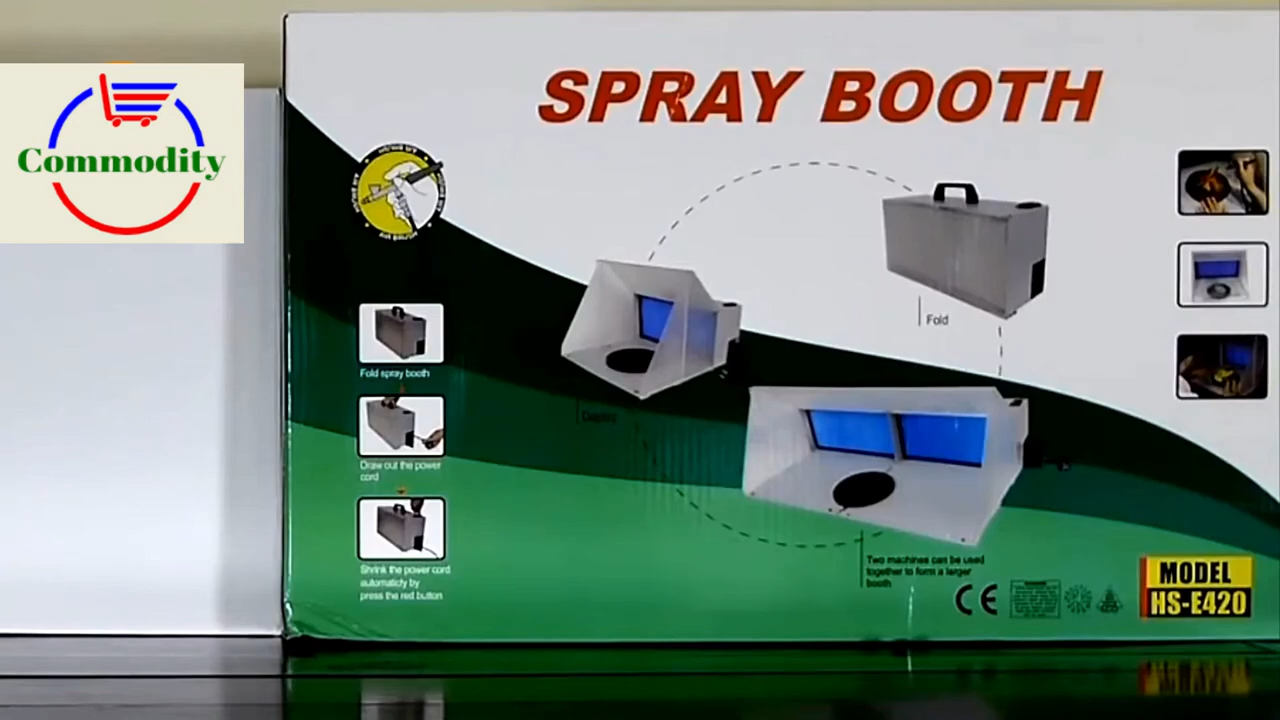 Commodity
SPRAY BOOTH
Fold
Fold spray booth
Draw out the power
cord
Shrink the power cord
automaticly by
press the red button
Two machines can be used
together to form a larger
booth
CE
MODEL
HS-E420